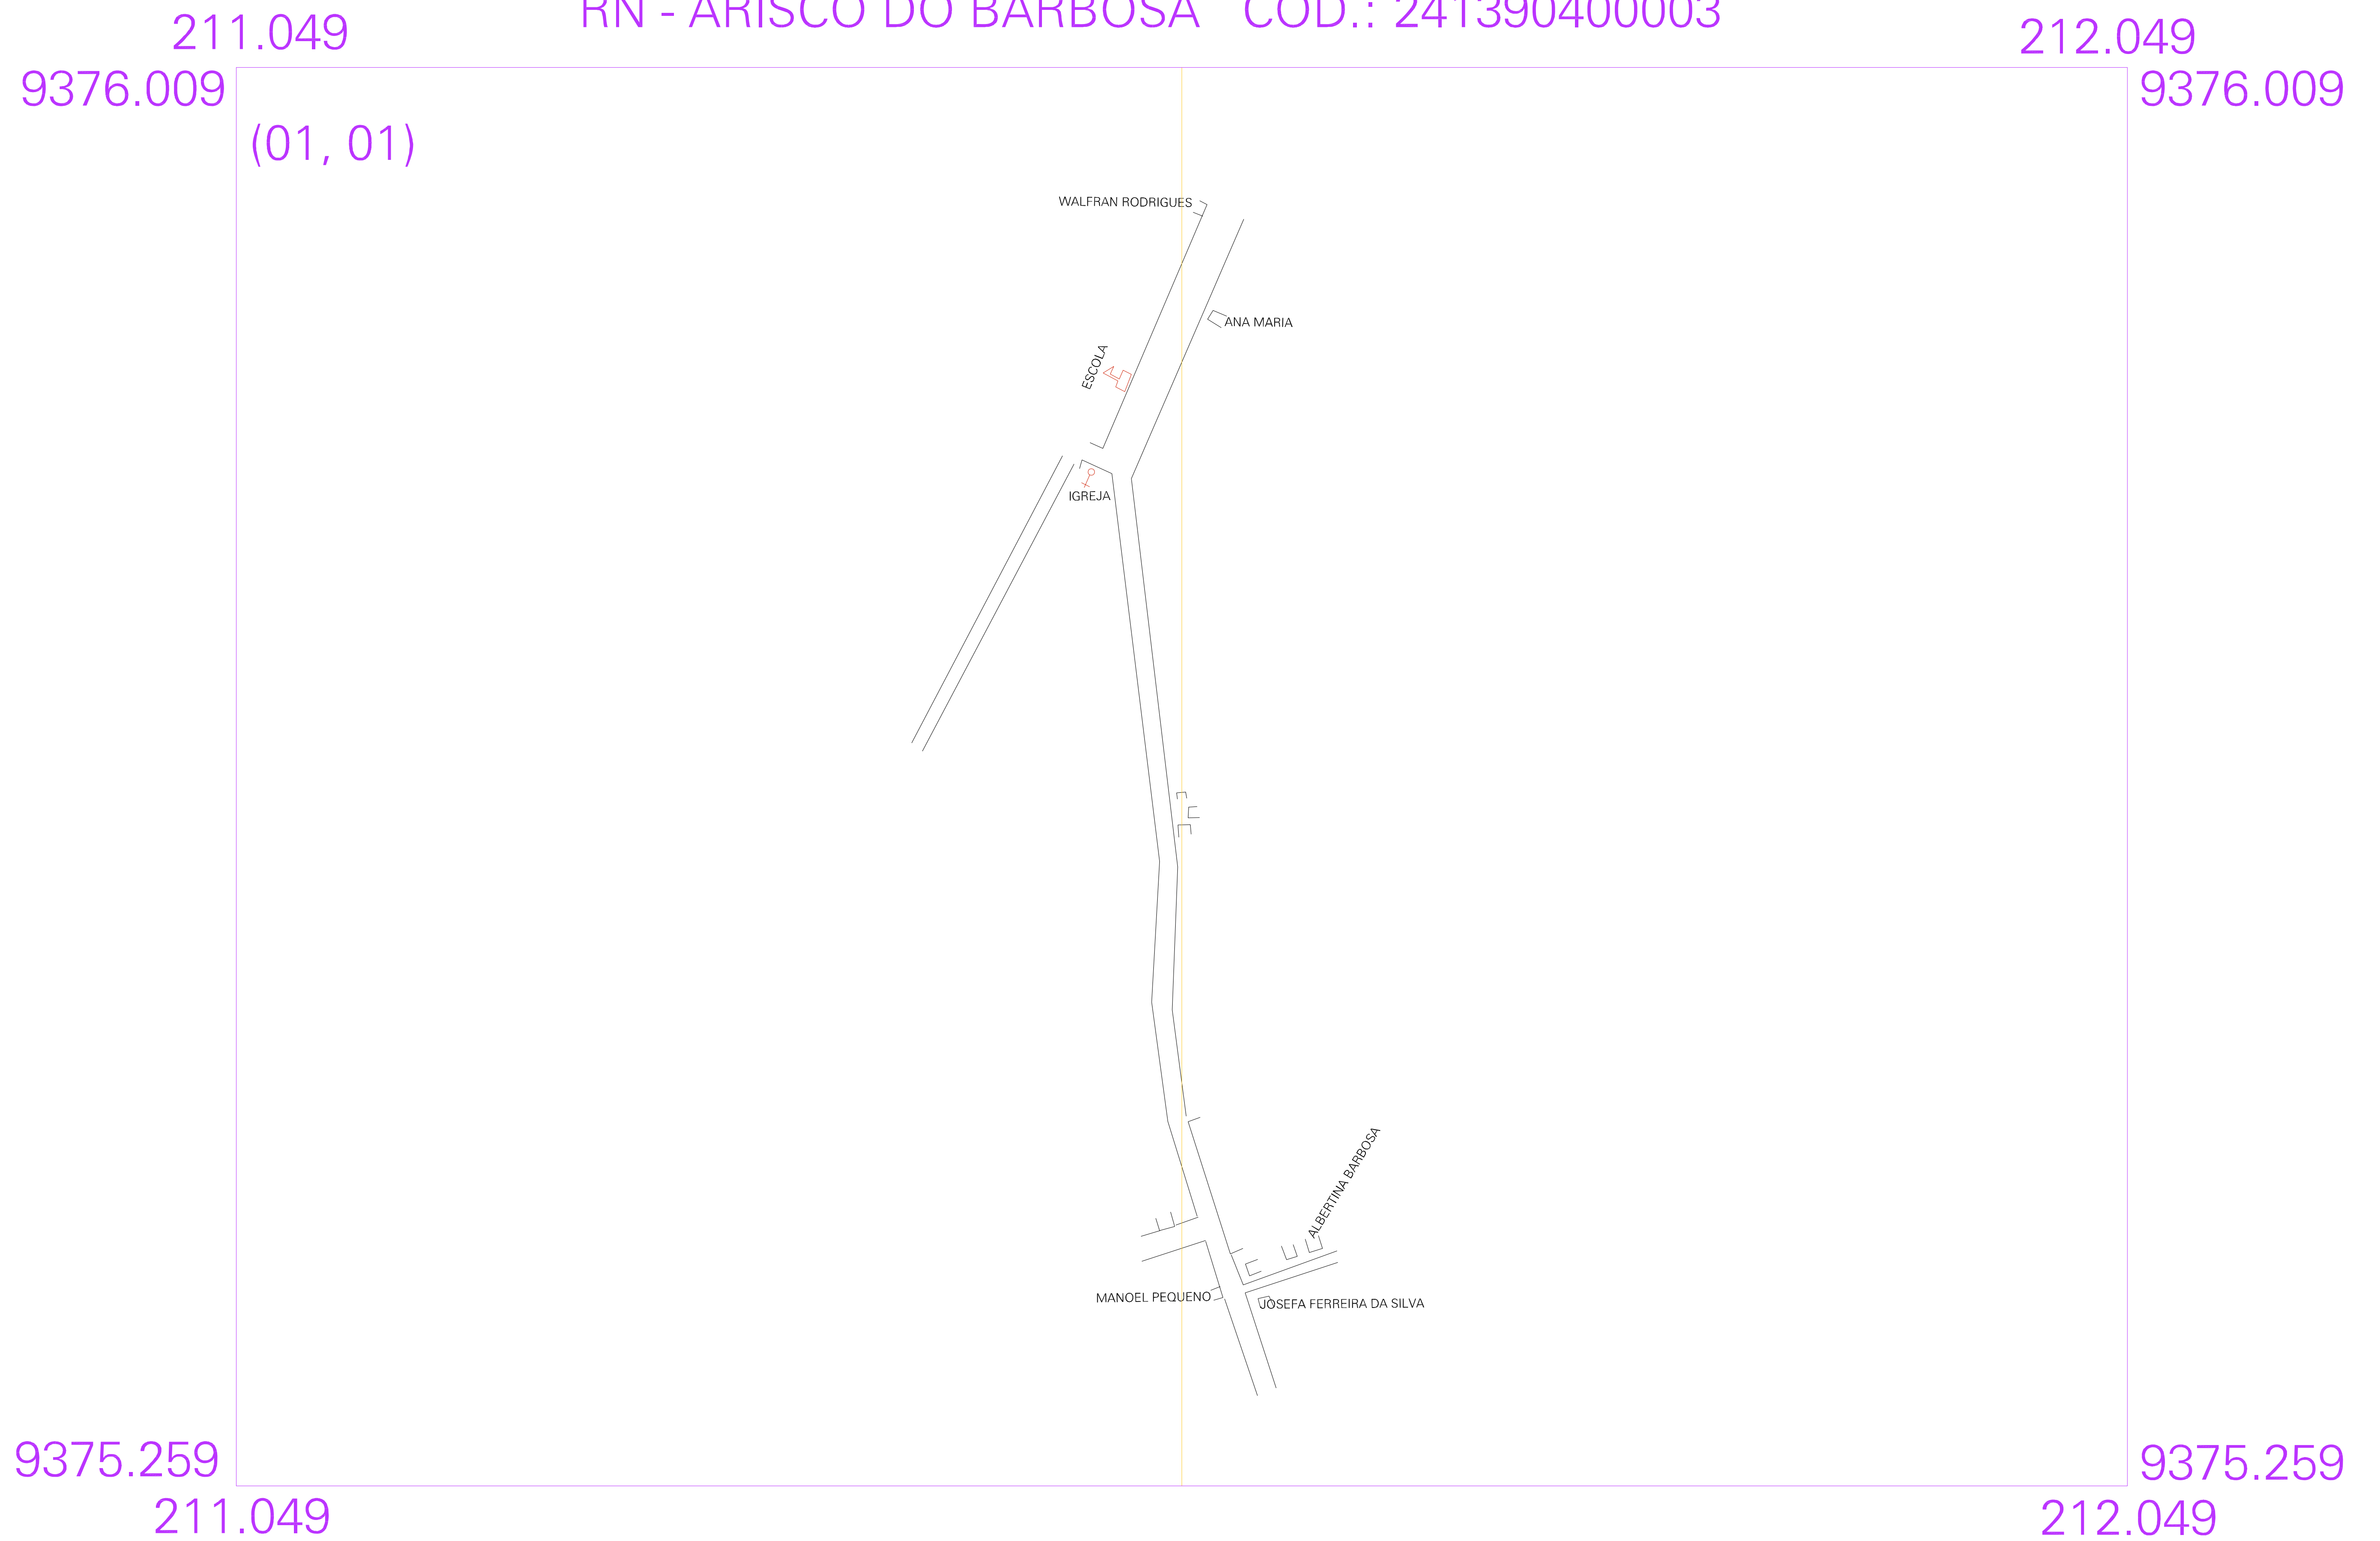 RN - ARISCO DO BARBOSA COD.: 241390400003
211.049
212.049
9376.009
9376.009
(01, 01)
WALFRAN RODRIGUES
ANA MARIA
ESCOLA
IGREJA
ALBERTINA BARBOSA
MANOEL PEQUENO
JOSEFA FERREIRA DA SILVA
9375.259
9375.259
211.049
212.049